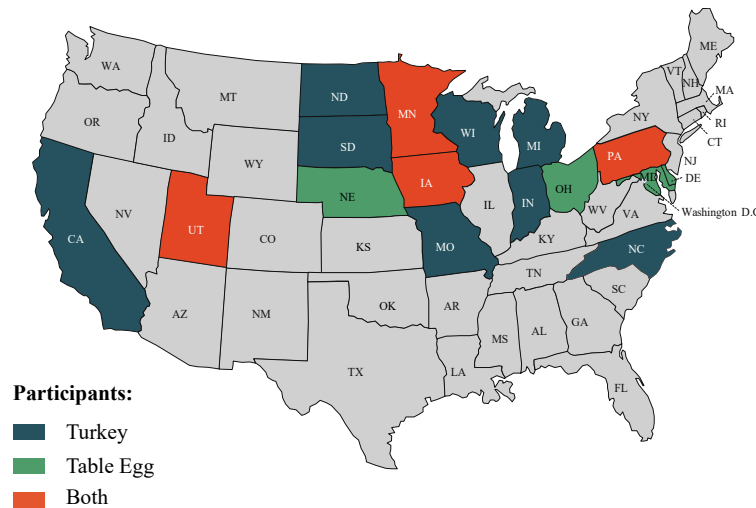 ME
WA
VT
NH
MT
ND
MA
OR
MN
NY
ID
SD
WI
MI
RI
CT
WY
PA
NJ
IA
NE
OH
MD
DE
NV
UT
IL
IN
WV
VA
Washington D.C
CA
CO
KS
MO
KY
NC
TN
OK
AR
SC
AZ
NM
MS
AL
GA
TX
LA
FL
Participants:
Turkey
Table Egg
Both